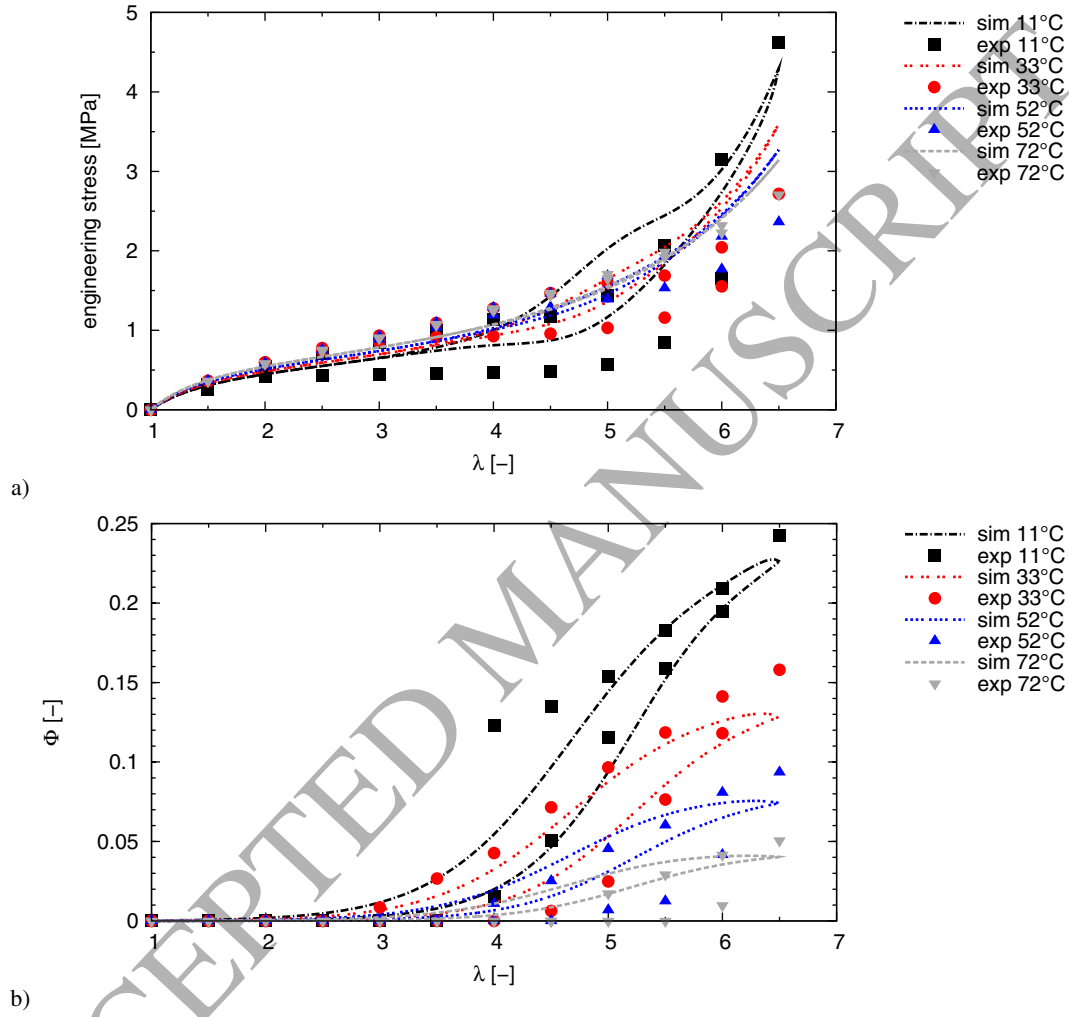 5
4
3
2
1
0
engineering stress [MPa]
1 2 3 4 5 6 7
λ [–]
sim 11°C
exp 11°C
sim 33°C
exp 33°C
sim 52°C
exp 52°C
sim 72°C
exp 72°C
a)
0.25
0.2
0.15
0.1
0.05
0
Φ [–]
1 2 3 4 5 6 7
λ [–]
sim 11°C
exp 11°C
sim 33°C
exp 33°C
sim 52°C
exp 52°C
sim 72°C
exp 72°C
b)
CEPTED MANUSCRIPT